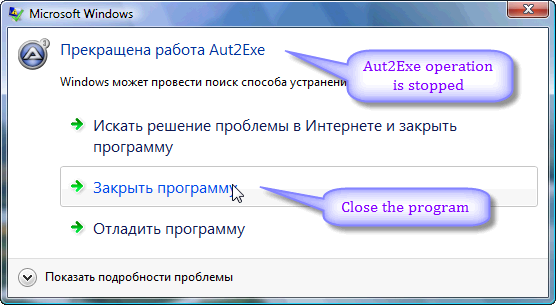 Microsoft Windows
Прекращена работа Aut2Exe
Aut2Exe operation
is stopped
Windows может провести поиск способа устранени
Искать решение проблемы в Интернете и закрыть
программу
Закрыть программу
Close the program
Отладить программу
Показать подробности проблемы